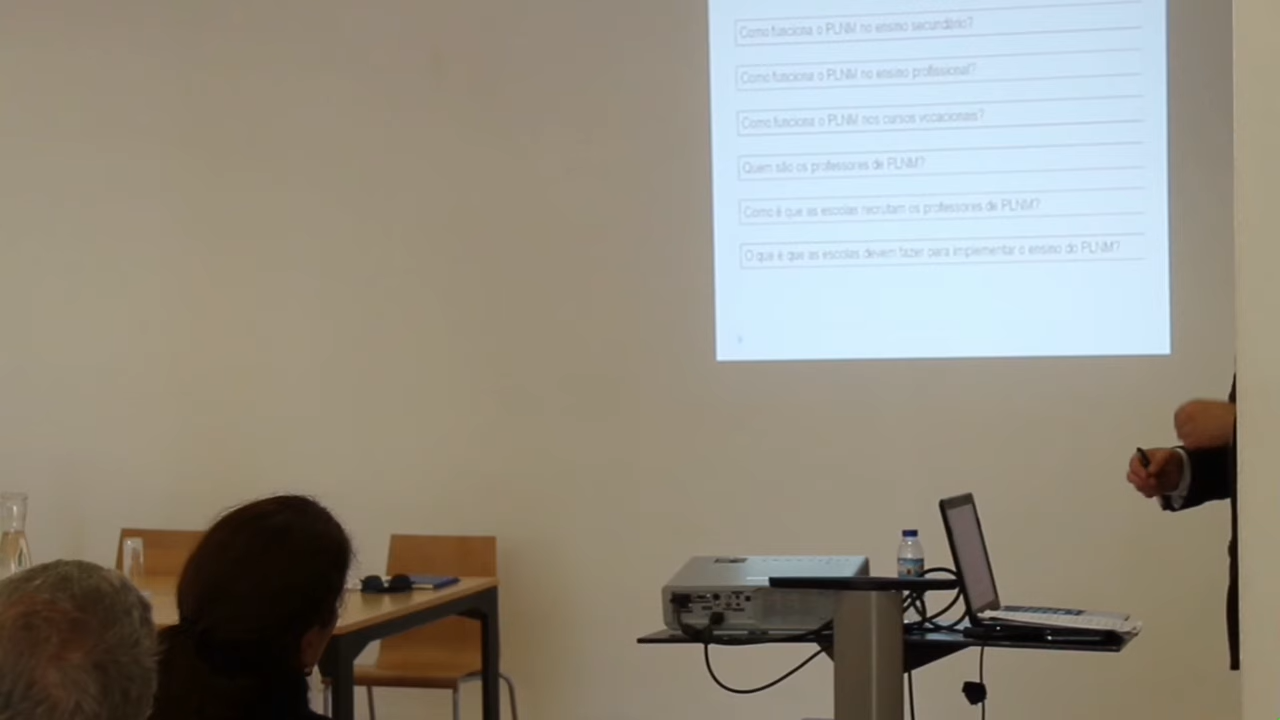 Como funciona o PLNM no ensino secundário?
Como funciona o PLNM no ensino profissional?
Como funciona o PLNM nos cursos vocacionais?
Quem são os professores de PLNM?
Como é que as escolas recrutam os professores de PLNM?
O que é que as escolas devem fazer para implementar o ensino do PLNM?